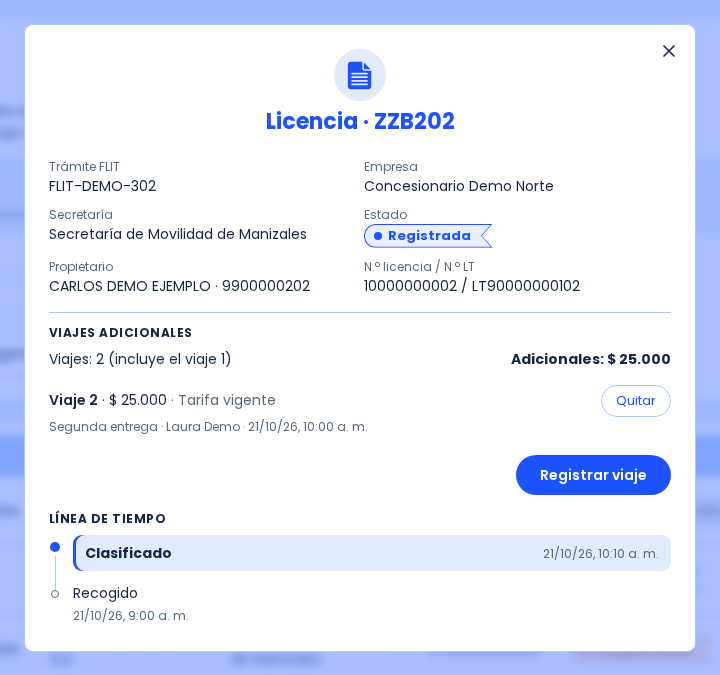 Licencia · ZZB202
Trámite FLIT
FLIT-DEMO-302
Empresa
Concesionario Demo Norte
Secretaría
Secretaría de Movilidad de Manizales
Estado
Registrada
Propietario
CARLOS DEMO EJEMPLO · 9900000202
N.º licencia / N.º LT
10000000002 / LT90000000102
VIAJES ADICIONALES
Viajes: 2 (incluye el viaje 1)
Adicionales: $ 25.000
Viaje 2 · $ 25.000 · Tarifa vigente
Quitar
Segunda entrega · Laura Demo · 21/10/26, 10:00 a. m.
Registrar viaje
LÍNEA DE TIEMPO
Clasificado
21/10/26, 10:10 a. m.
Recogido
21/10/26, 9:00 a. m.